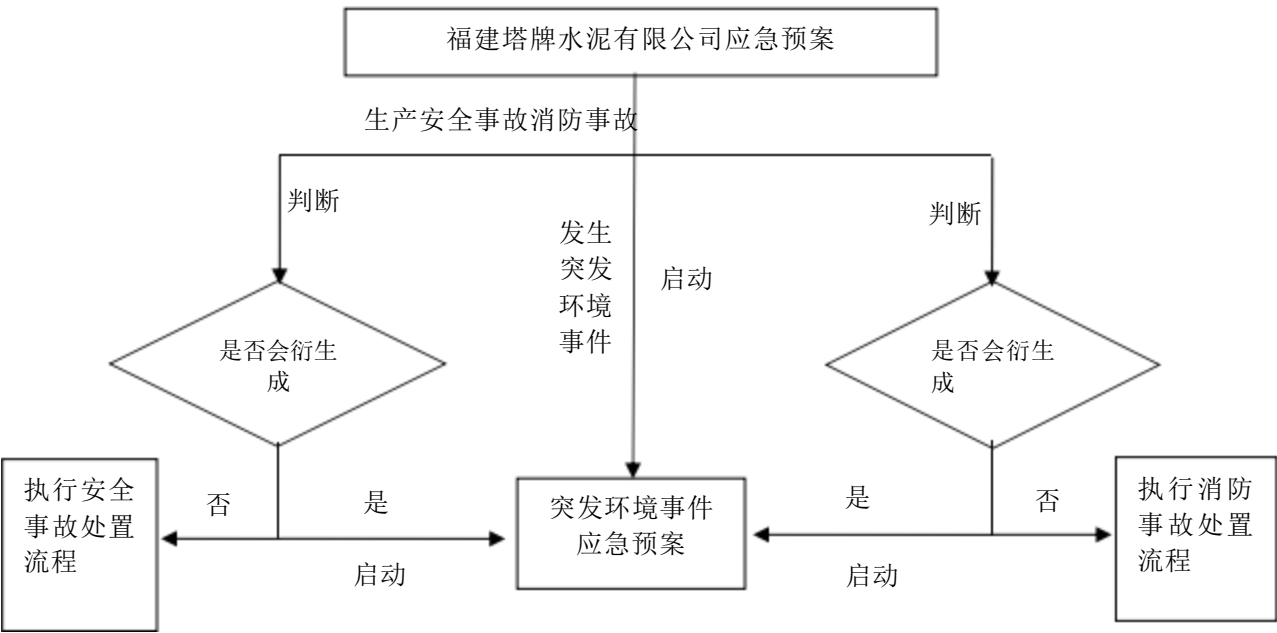 福建塔牌水泥有限公司应急预案
生产安全事故消防事故
判断
判断
发生
突发
环境
事件
启动
是否会衍生
成
是否会衍生
成
执行安全
事故处置
流程
否
是
启动
突发环境事件
应急预案
是
否
启动
执行消防
事故处置
流程